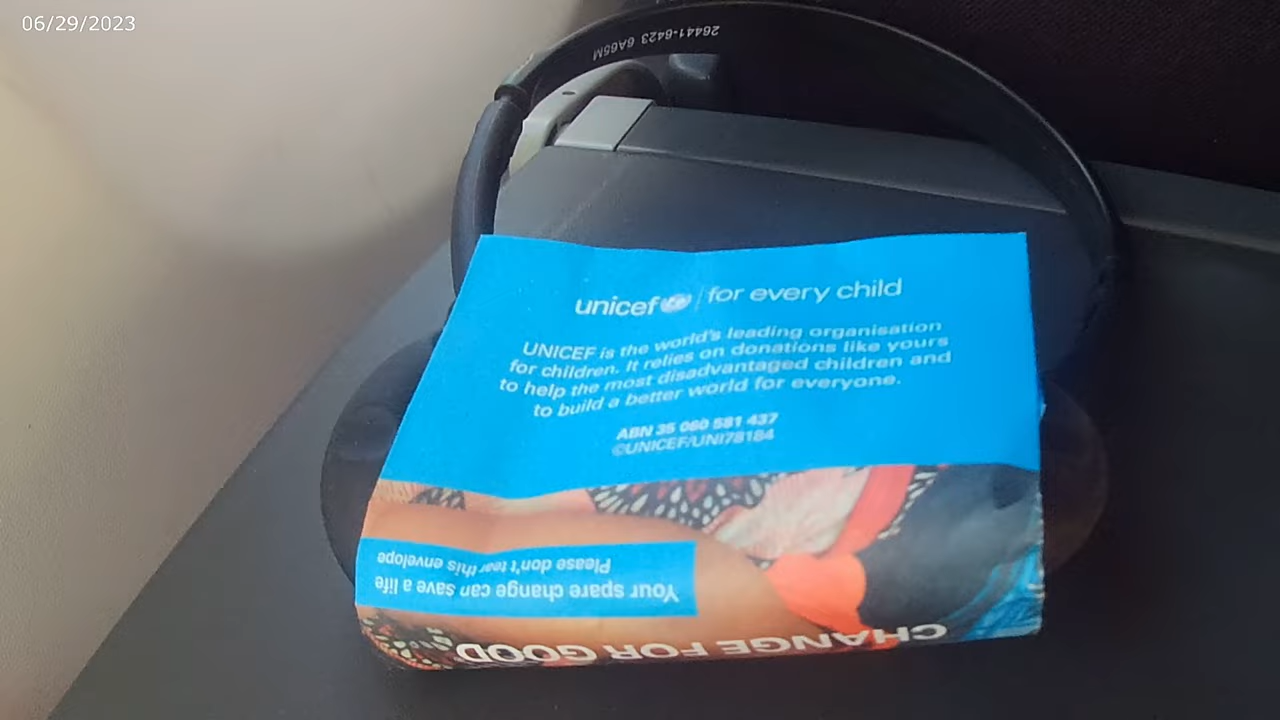 06/29/2023
26441-6423 6A65M
unicef for every child
UNICEF is the world's leading organisation
for children. It relies on donations like yours
to help the most disadvantaged children and
to build a better world for everyone.
ABN 35 060 581 437
©UNICEF/UNI78184
Your spare change can save a life
Please don't tear this envelope
CHANGE FOR GOOD